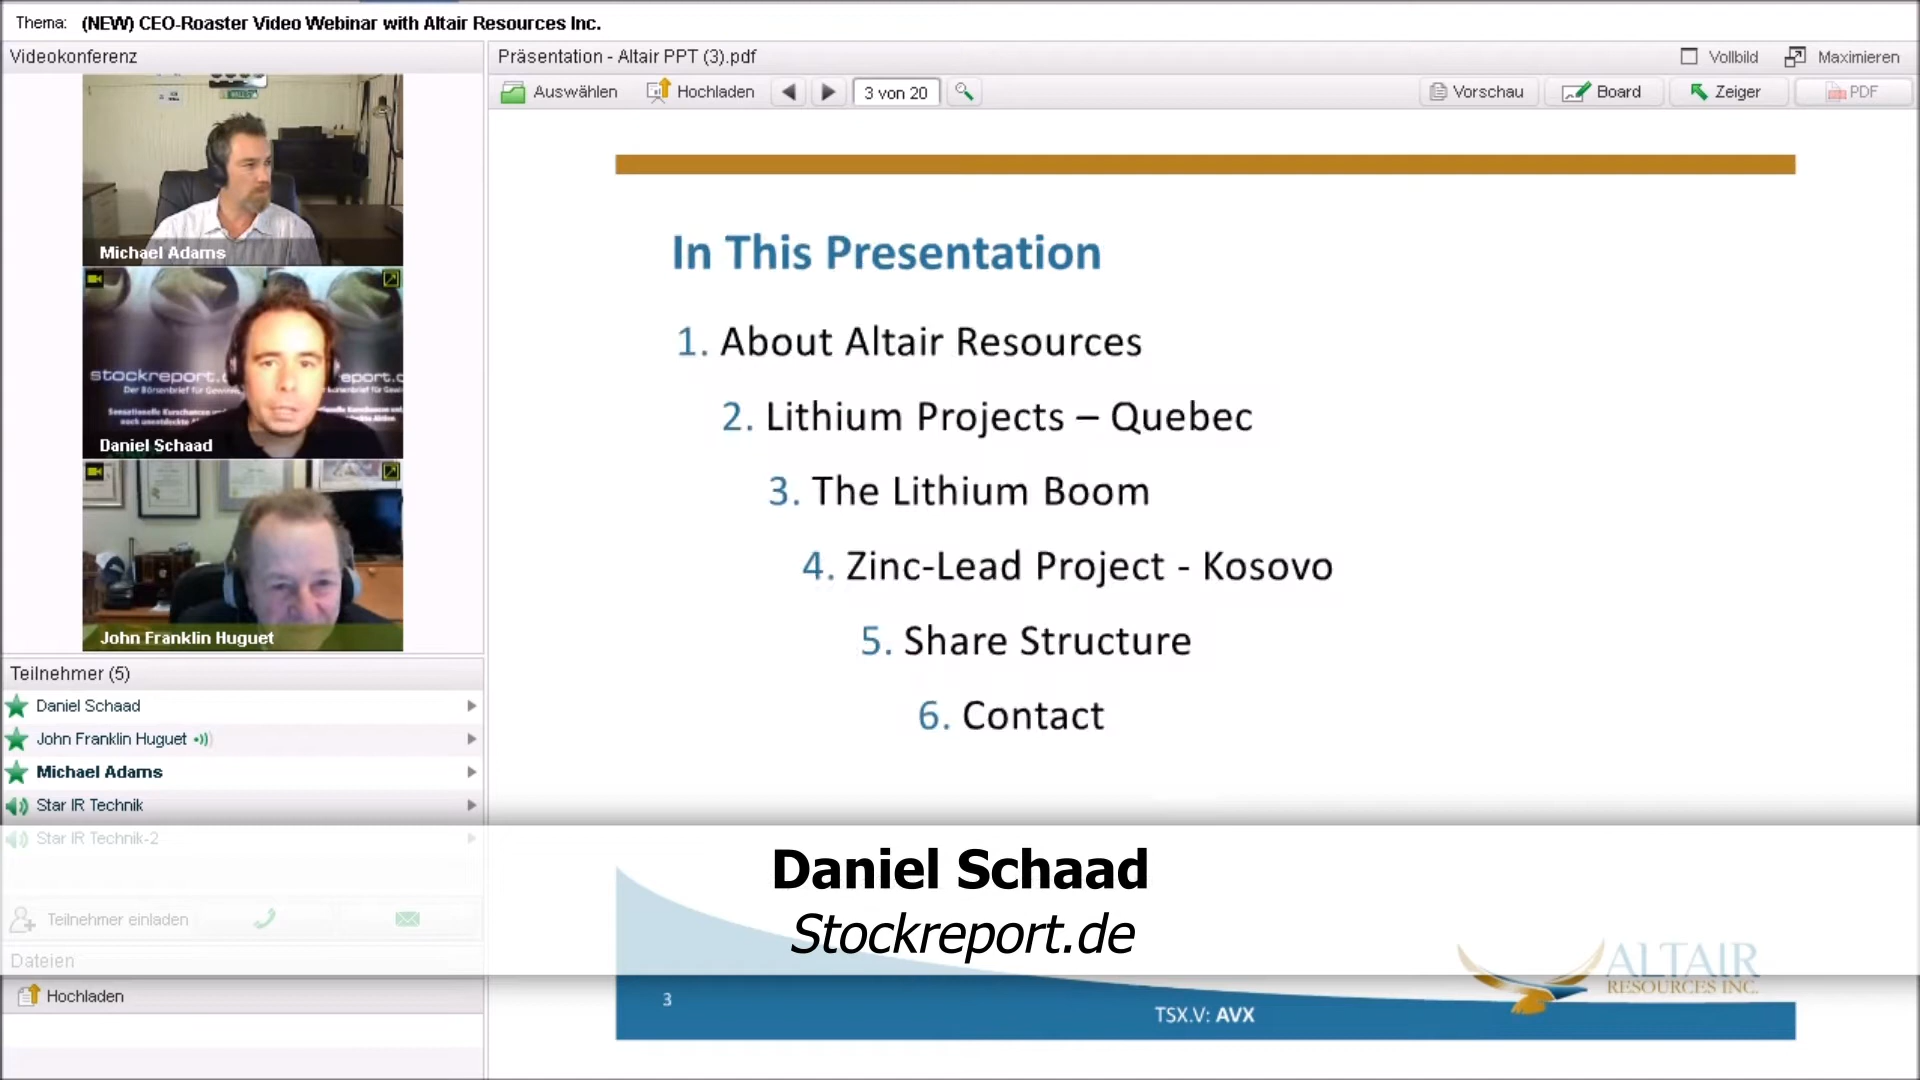 Thema: (NEW) CEO-Roaster Video Webinar with Altair Resources Inc.
Videokonferenz
Michael Adams
stockreport.
Der Börsenbrief für Gewinne
eport.c
Daniel Schaad
John Franklin Huguet
Teilnehmer (5)
Daniel Schaad
John Franklin Huguet
Michael Adams
Star IR Technik
Star IR Technik-2
Teilnehmer einladen
Dateien
Hochladen
Präsentation - Altair PPT (3).pdf
Vollbild
Maximieren
Auswählen
Hochladen
3 von 20
Vorschau
Board
Zeiger
PDF
In This Presentation
1. About Altair Resources
2. Lithium Projects – Quebec
3. The Lithium Boom
4. Zinc-Lead Project - Kosovo
5. Share Structure
6. Contact
Daniel Schaad
Stockreport.de
ALTAIR
RESOURCES INC.
3
TSX.V: AVX